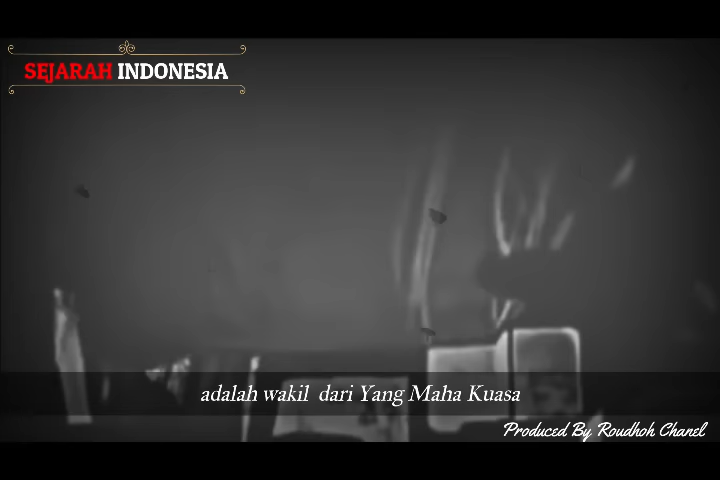 SEJARAH INDONESIA
adalah wakil dari Yang Maha Kuasa
Produced By Roudhoh Chanel